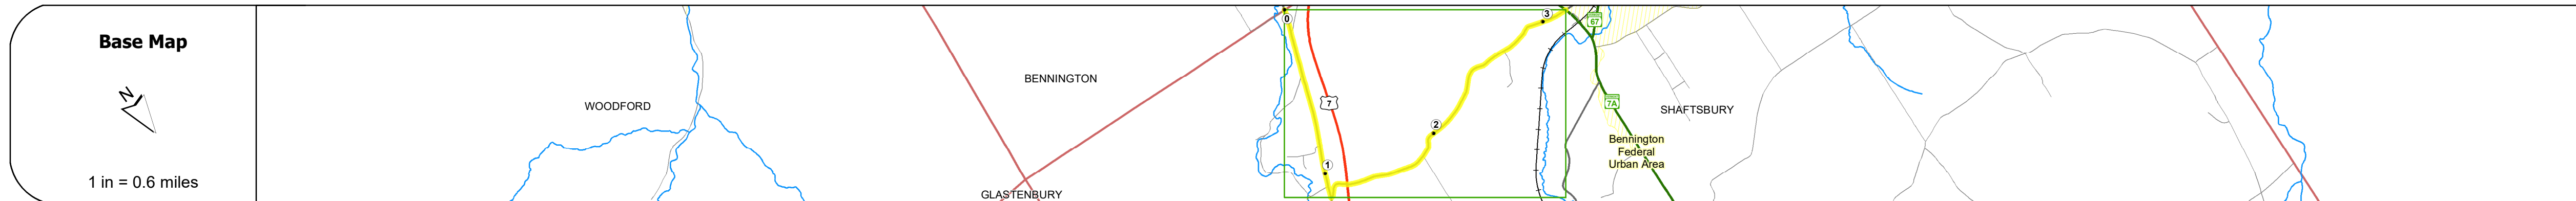 Base Map
N
1 in = 0.6 miles
WOODFORD
BENNINGTON
GLASTENBURY
0
7
1
2
3
67
7A
SHAFTSBURY
Bennington
Federal
Urban Area